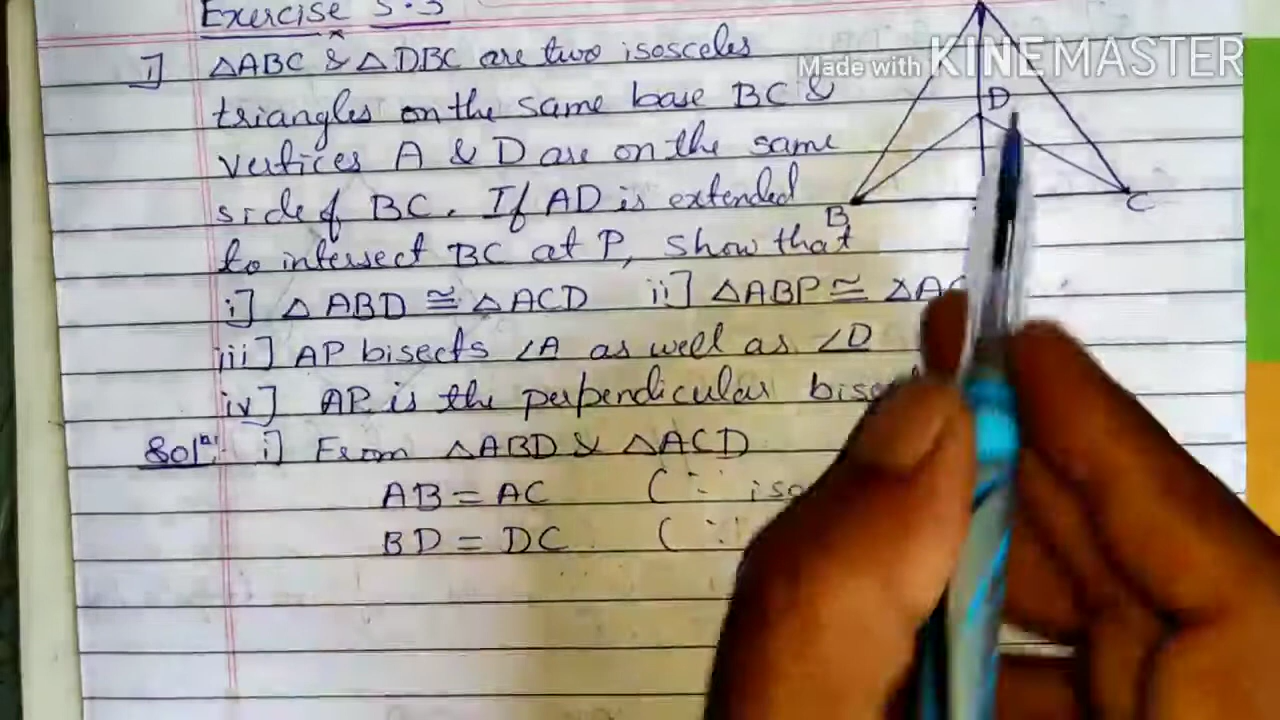 Exercise 5.3
Made with KINEMASTER
1] △ABC & △DBC are two isosceles
triangles on the same base BC &
vertices A & D are on the same
side of BC. If AD is extended
to intersect BC at P, show that
i] △ABD ≅ △ACD ii] △ABP ≅ △AC
iii] AP bisects ∠A as well as ∠D
iv] AP is the perpendicular bise
Solⁿ: i] From △ABD & △ACD
AB = AC (∵ iso
BD = DC (∵
D
B
C